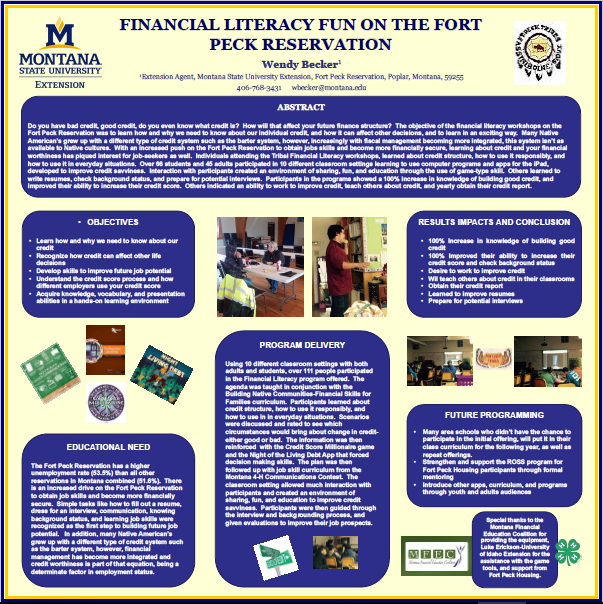 FINANCIAL LITERACY FUN ON THE FORT
PECK RESERVATION
Wendy Becker¹
¹Extension Agent, Montana State University Extension, Fort Peck Reservation, Poplar, Montana, 59255
406-768-3431 wbecker@montana.edu
MONTANA
STATE UNIVERSITY
EXTENSION
ABSTRACT
Do you have bad credit, good credit, do you even know what credit is? How will that affect your future finance structure? The objective of the financial literacy workshops on the
Fort Peck Reservation was to learn how and why we need to know about our individual credit, and how it can affect other decisions, and to learn in an exciting way. Many Native
American's grew up with a different type of credit system such as the barter system, however, increasingly with fiscal management becoming more integrated, this system isn't as
available to Native cultures. With an increased push on the Fort Peck Reservation to obtain jobs skills and become more financially secure, learning about credit and your financial
worthiness has piqued interest for job-seekers as well. Individuals attending the Tribal Financial Literacy workshops, learned about credit structure, how to use it responsibly, and
how to use it in everyday situations. Over 66 students and 45 adults participated in 10 different classroom settings learning to use computer programs and apps for the iPad,
developed to improve credit savviness. Interaction with participants created an environment of sharing, fun, and education through the use of game-type skill. Others learned to
write resumes, check background status, and prepare for potential interviews. Participants in the programs showed a 100% increase in knowledge of building good credit, and
improved their ability to increase their credit score. Others indicated an ability to work to improve credit, teach others about credit, and yearly obtain their credit report.
• OBJECTIVES
• Learn how and why we need to know about our
credit
• Recognize how credit can affect other life
decisions
• Develop skills to improve future job potential
• Understand the credit score process and how
different employers use your credit score
• Acquire knowledge, vocabulary, and presentation
abilities in a hands-on learning environment
RESULTS IMPACTS AND CONCLUSION
• 100% Increase in knowledge of building good
credit
• 100% Improved their ability to increase their
credit score and check background status
• Desire to work to improve credit
• Will teach others about credit in their classrooms
• Obtain their credit report
• Learned to improve resumes
• Prepare for potential interviews
NIGHT
LIVING DEBT
EDUCATIONAL NEED
The Fort Peck Reservation has a higher
unemployment rate (53.5%) than all other
reservations in Montana combined (51.6%). There
is an increased drive on the Fort Peck Reservation
to obtain job skills and become more financially
secure. Simple tasks like how to fill out a resume,
dress for an interview, communication, knowing
background status, and learning job skills were
recognized as the first step to building future job
potential. In addition, many Native American's
grew up with a different type of credit system such
as the barter system, however, financial
management has become more integrated and
credit worthiness is part of that equation, being a
determinate factor in employment status.
PROGRAM DELIVERY
Using 10 different classroom settings with both
adults and students, over 111 people participated
in the Financial Literacy program offered. The
agenda was taught in conjunction with the
Building Native Communities-Financial Skills for
Families curriculum. Participants learned about
credit structure, how to use it responsibly, and
how to use in in everyday situations. Scenarios
were discussed and rated to see which
circumstances would bring about change in credit-
either good or bad. The information was then
reinforced with the Credit Score Millionaire game
and the Night of the Living Debt App that forced
decision making skills. The plan was then
followed up with job skill curriculum from the
Montana 4-H Communications Contest. The
classroom setting allowed much interaction with
participants and created an environment of
sharing, fun, and education to improve credit
savviness. Participants were then guided through
the interview and backgrounding process, and
given evaluations to improve their job prospects.
FUTURE PROGRAMMING
• Many area schools who didn't have the chance to
participate in the initial offering, will put it in their
class curriculum for the following year, as well as
repeat offerings.
• Strengthen and support the ROSS program for
Fort Peck Housing participants through formal
mentoring
• Introduce other apps, curriculum, and programs
through youth and adults audiences
MFEC
Montana Financial Education Coalition
Special thanks to the
Montana Financial
Education Coalition for
providing the equipment,
Luke Erickson-University
of Idaho Extension for the
assistance with the game
tools, and support from
Fort Peck Housing.